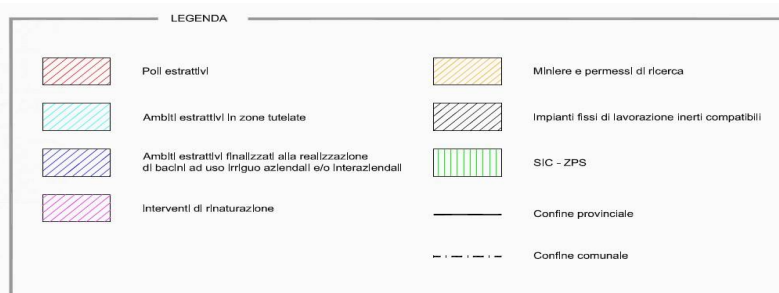 LEGENDA
Poli estrattivi
Ambiti estrattivi in zone tutelate
Ambiti estrattivi finalizzati alla realizzazione
di bacini ad uso irriguo aziendali e/o interaziendali
Interventi di rinaturazione
Miniere e permessi di ricerca
Impianti fissi di lavorazione inerti compatibili
SIC - ZPS
Confine provinciale
Confine comunale